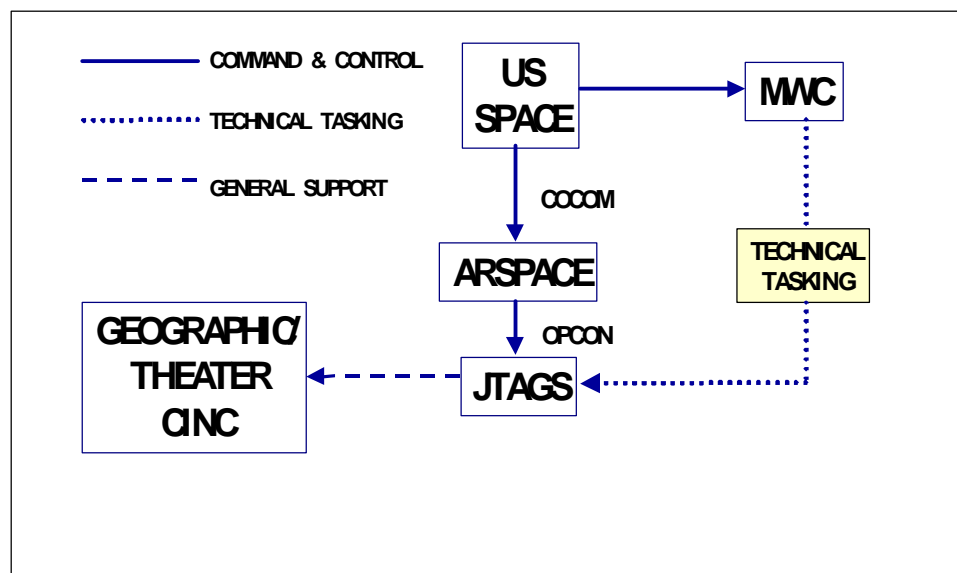 COMMAND & CONTROL
TECHNICAL TASKING
GENERAL SUPPORT
US
SPACE
MWC
COCOM
ARSPACE
TECHNICAL
TASKING
OPCON
GEOGRAPHIC/
THEATER
CINC
JTAGS